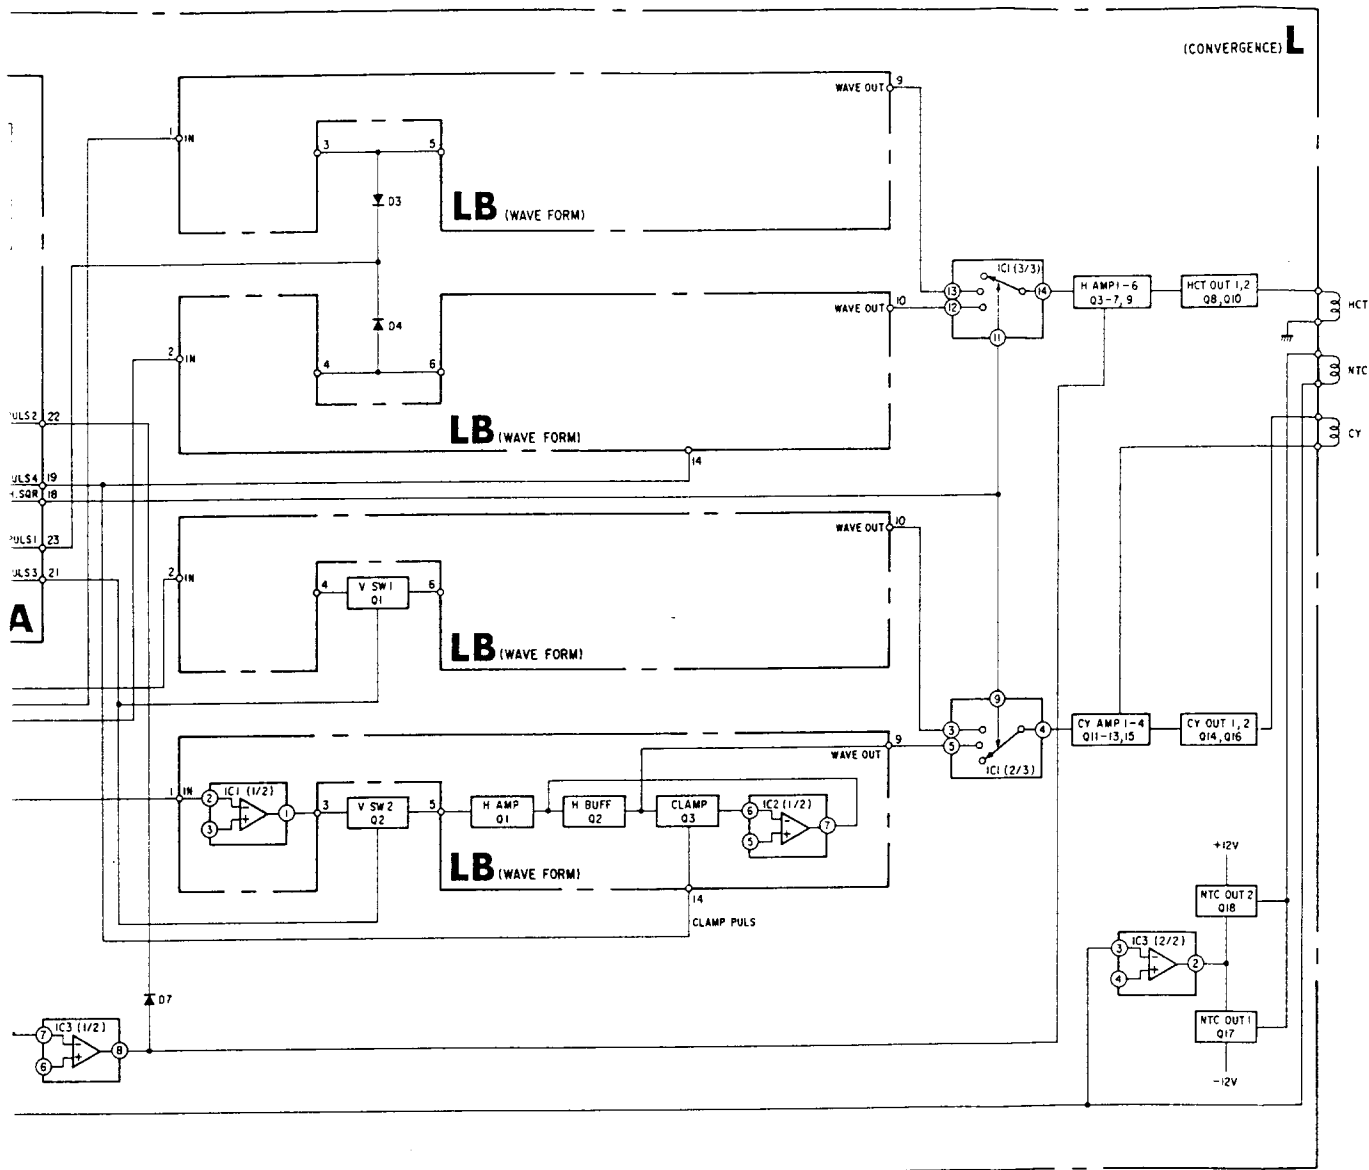 (CONVERGENCE) L
WAVE OUT 9
1 IN
3 5
D3
LB (WAVE FORM)
IC1 (3/3)
13 14
12
11
H AMP 1-6
Q3-7, 9
HCT OUT 1,2
Q8, Q10
HCT
WAVE OUT 10
D4
2 IN
4 6
NTC
LB (WAVE FORM)
14
CY
PULS2 22
PULS4 19
H.SQR 18
PULS1 23
PULS3 21
A
WAVE OUT 10
2 IN
4 V SW1 6
Q1
LB (WAVE FORM)
9
3 4
5
IC1 (2/3)
CY AMP 1-4
Q11-13,15
CY OUT 1, 2
Q14, Q16
WAVE OUT 9
1 IN
IC1 (1/2)
2 1
3
3 V SW2 5
Q2
H AMP
Q1
H BUFF
Q2
CLAMP
Q3
IC2 (1/2)
6 7
5
LB (WAVE FORM)
14
CLAMP PULS
+12V
NTC OUT 2
Q18
IC3 (2/2)
3 2
4
NTC OUT 1
Q17
-12V
D7
IC3 (1/2)
7 8
6